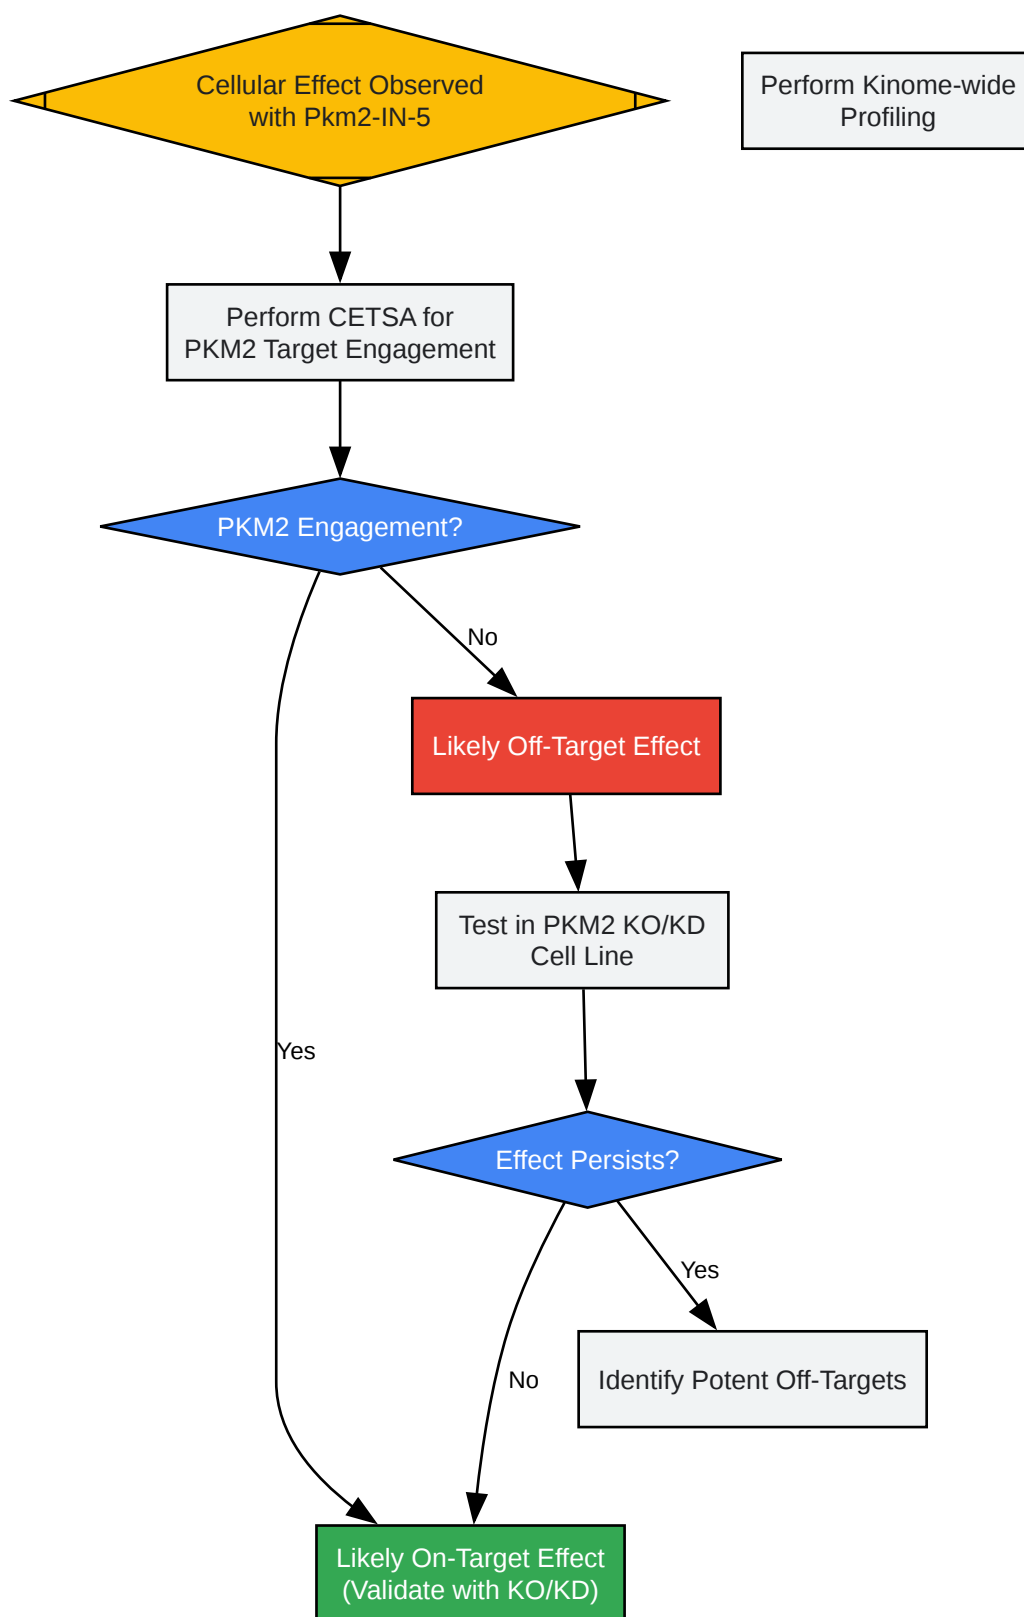 Cellular Effect Observed
with Pkm2-IN-5
Perform Kinome-wide
Profiling
Perform CETSA for
PKM2 Target Engagement
PKM2 Engagement?
No
Likely Off-Target Effect
Test in PKM2 KO/KD
Cell Line
Yes
Effect Persists?
Yes
No
Identify Potent Off-Targets
Likely On-Target Effect
(Validate with KO/KD)